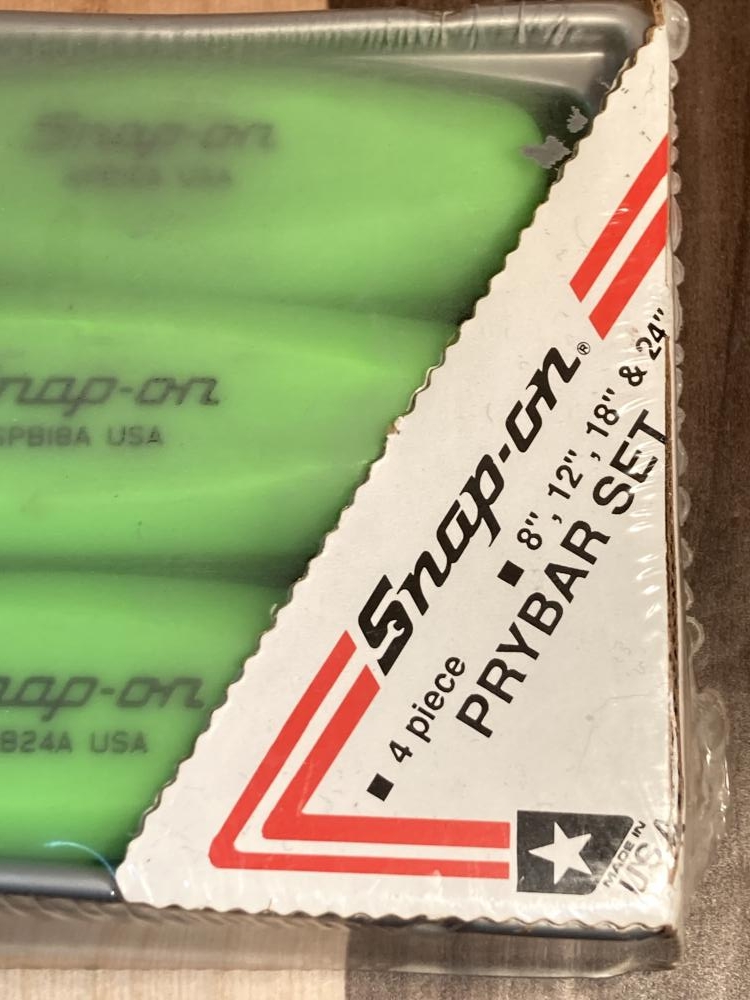 Snap-on
USA
nap-on
SPB18A USA
nap-on
B24A USA
Snap-on®
■ 4 piece ■ 8", 12", 18" & 24"
PRYBAR SET
MADE IN
USA